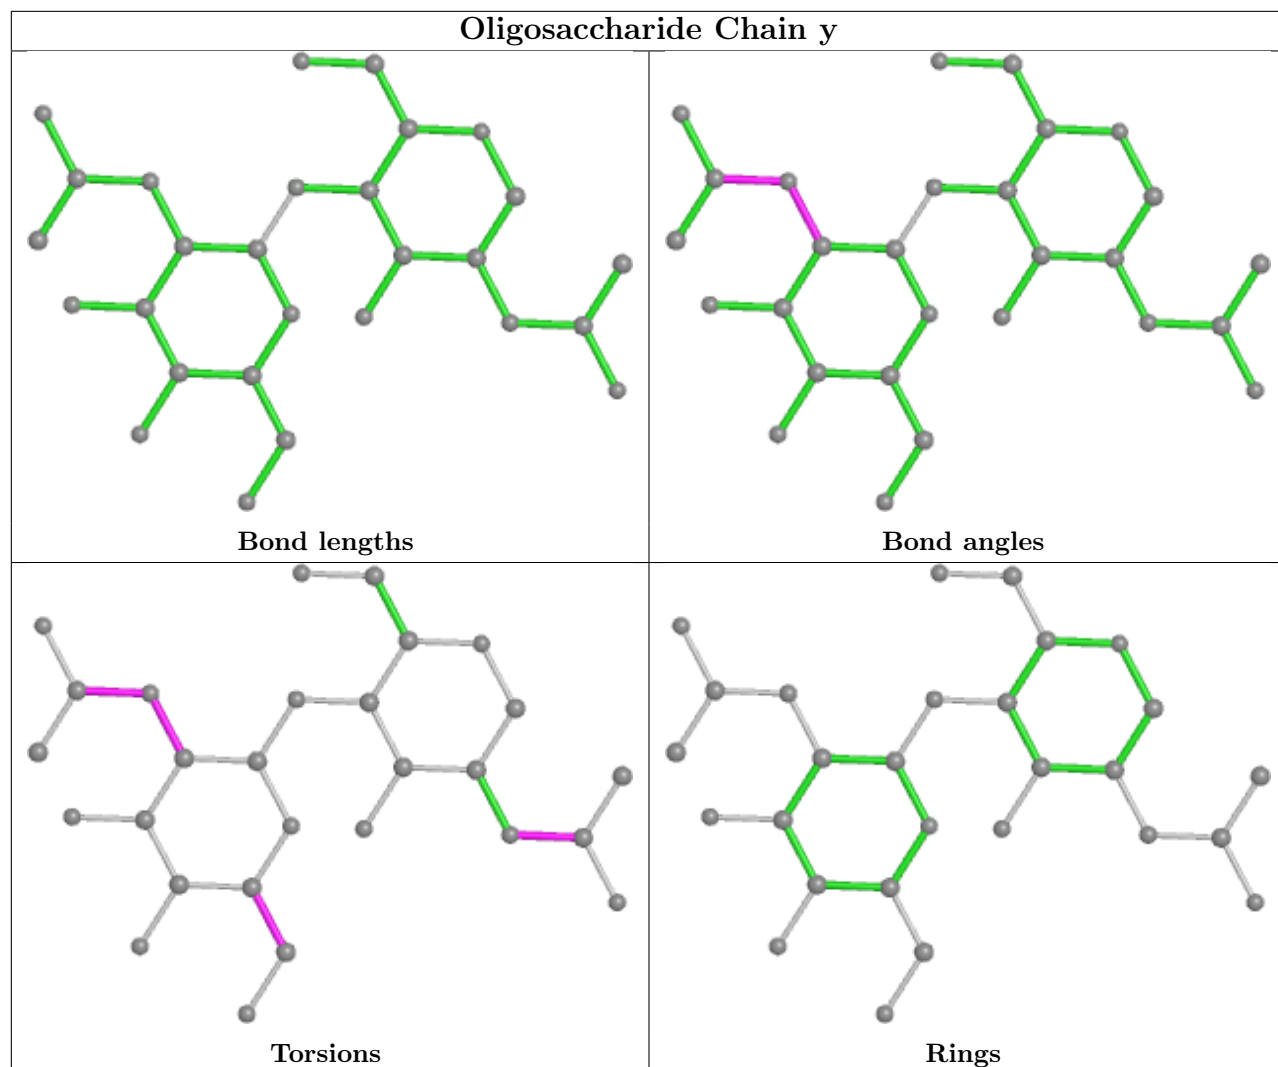 Oligosaccharide Chain y
Bond lengths
Bond angles
Torsions
Rings